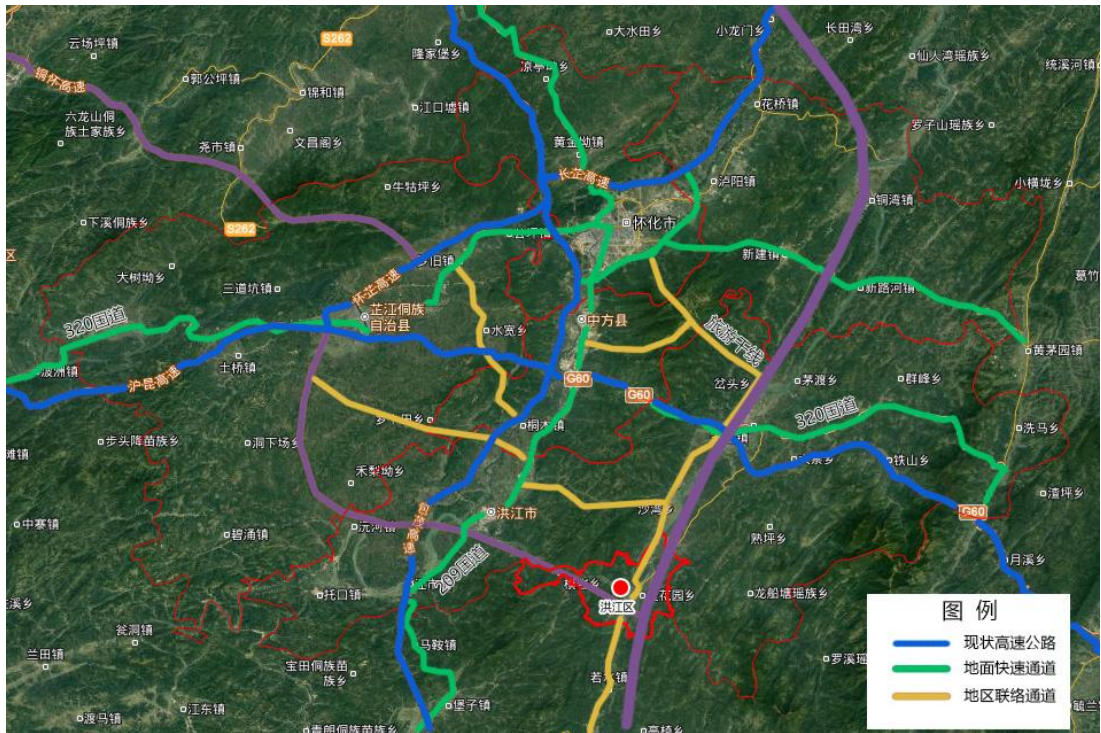 云场坪镇
S262
隆家堡乡
大水田乡
小龙门乡
长田湾乡
仙人湾瑶族乡
统溪河镇
铜怀高速
郭公坪镇
锦和镇
江口墟镇
凉亭坳乡
花桥镇
六龙山侗
族土家族乡
尧市镇
文昌阁乡
黄金坳镇
罗子山瑶族乡
长芷高速
牛牯坪乡
泸阳镇
小横垅乡
铜湾镇
下溪侗族乡
S262
怀化市
区
大树坳乡
三道坑镇
怀芷高速
新建镇
新路河镇
320国道
芷江侗族
自治县
水宽乡
中方县
旅游干线
黄茅园镇
土桥镇
沪昆高速
G60
G60
岔头乡
茅渡乡
群峰乡
320国道
步头降苗族乡
洞下场乡
桐木镇
铁山乡
洗马乡
禾梨坳乡
渣坪乡
中寨镇
碧涌镇
洪江市
沙湾乡
G60
熟坪乡
209国道
月溪乡
托口镇
洪江区
龙船塘瑶族乡
瓮洞镇
兰田镇
马鞍镇
宝田侗族苗
族乡
渡马镇
江东镇
堡子镇
图 例
现状高速公路
地面快速通道
地区联络通道